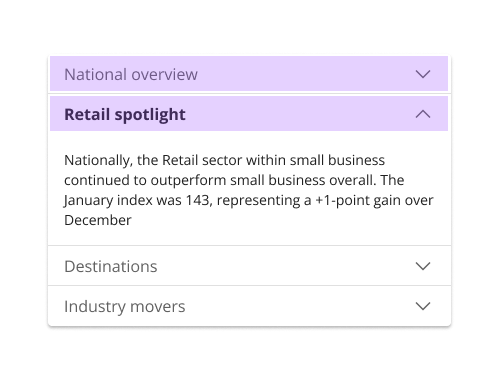 National overview
Retail spotlight
Nationally, the Retail sector within small business
continued to outperform small business overall. The
January index was 143, representing a +1-point gain over
December
Destinations
Industry movers